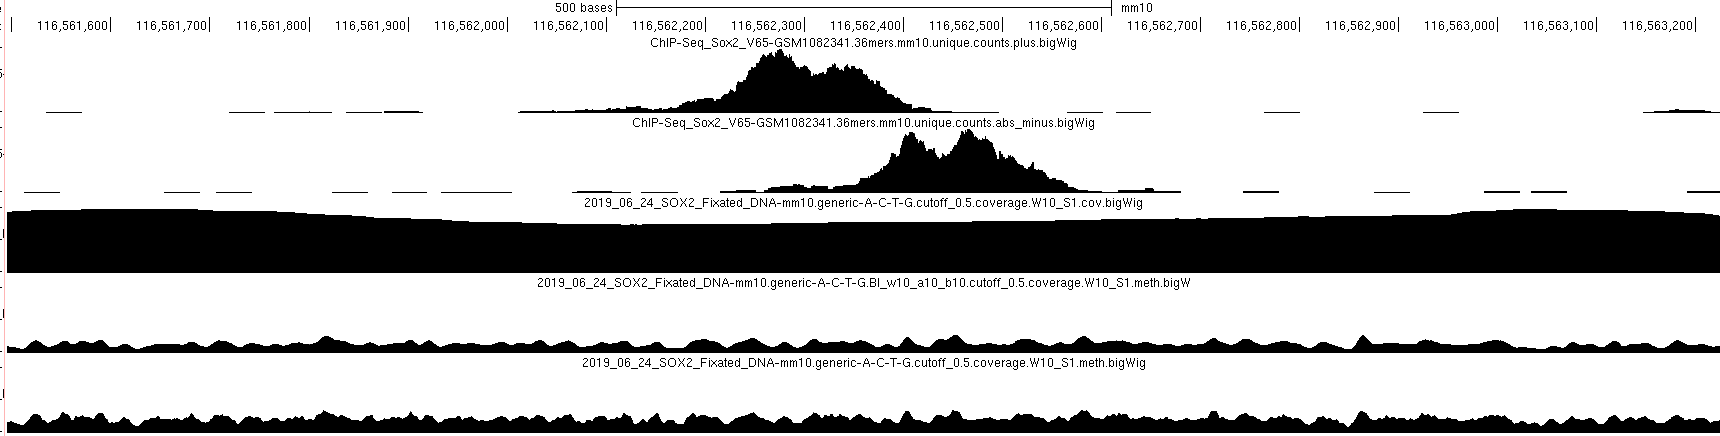 500 bases mm10
116,561,600 116,561,700 116,561,800 116,561,900 116,562,000 116,562,100 116,562,200 116,562,300 116,562,400 116,562,500 116,562,600 116,562,700 116,562,800 116,562,900 116,563,000 116,563,100 116,563,200
ChIP-Seq_Sox2_V65-GSM1082341.36mers.mm10.unique.counts.plus.bigWig
ChIP-Seq_Sox2_V65-GSM1082341.36mers.mm10.unique.counts.abs_minus.bigWig
2019_06_24_SOX2_Fixated_DNA-mm10.generic-A-C-T-G.cutoff_0.5.coverage.W10_S1.cov.bigWig
2019_06_24_SOX2_Fixated_DNA-mm10.generic-A-C-T-G.BI_w10_a10_b10.cutoff_0.5.coverage.W10_S1.meth.bigW
2019_06_24_SOX2_Fixated_DNA-mm10.generic-A-C-T-G.cutoff_0.5.coverage.W10_S1.meth.bigWig